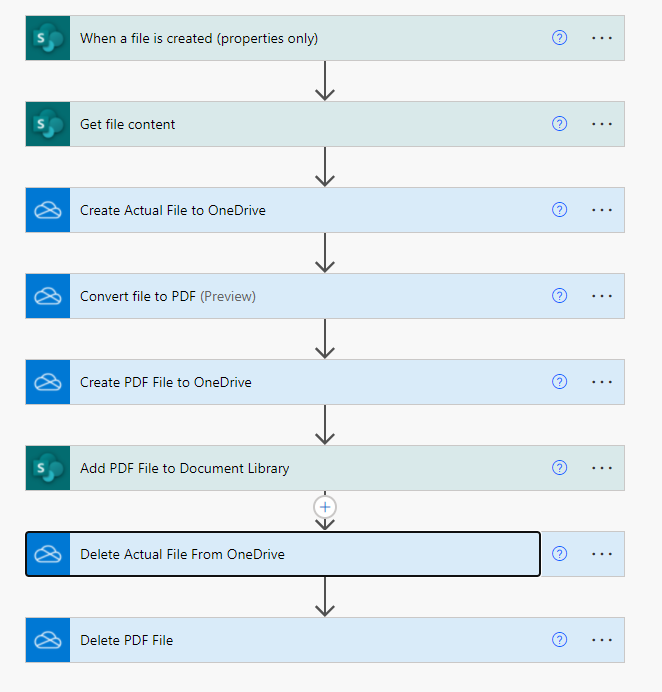 When a file is created (properties only)
Get file content
Create Actual File to OneDrive
Convert file to PDF (Preview)
Create PDF File to OneDrive
Add PDF File to Document Library
Delete Actual File From OneDrive
Delete PDF File